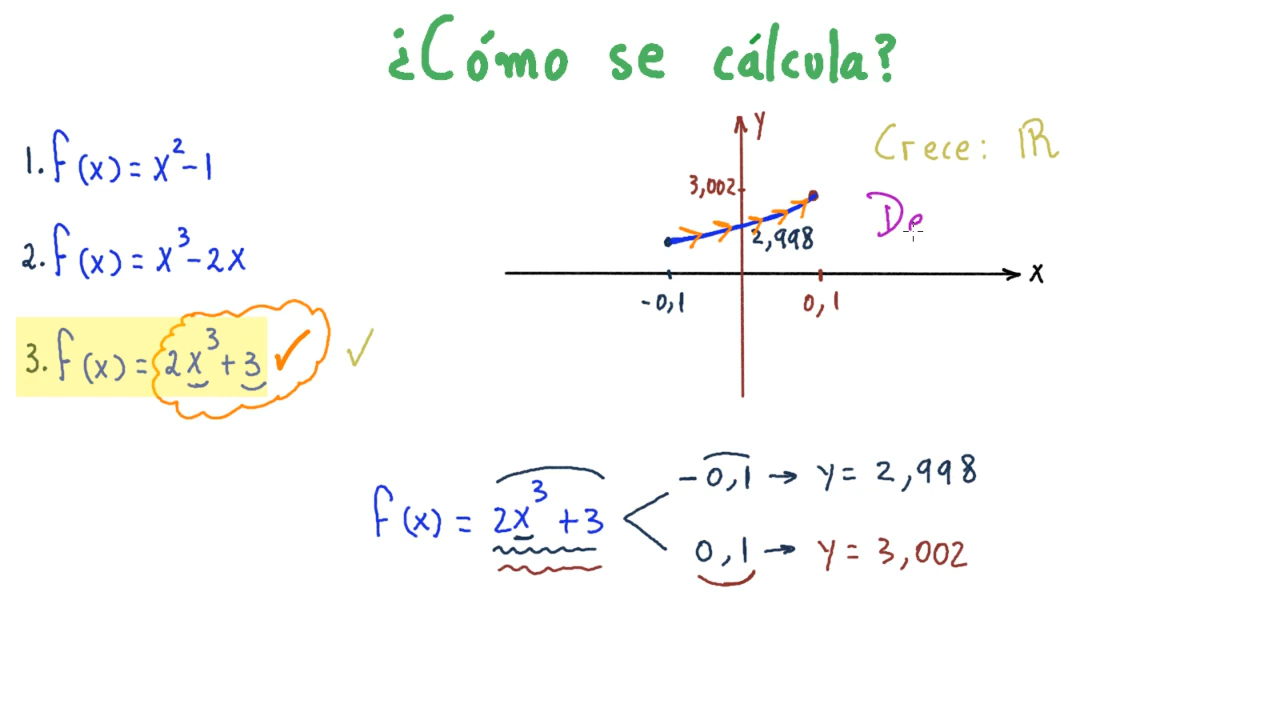 ¿Cómo se cálcula?
1. f(x) = x² - 1
2. f(x) = x³ - 2x
3. f(x) = 2x³ + 3 ✓ ✓
y
3,002
2,998
x
-0,1
0,1
Crece: ℝ
De
f(x) = 2x³ + 3
-0,1 → y = 2,998
0,1 → y = 3,002